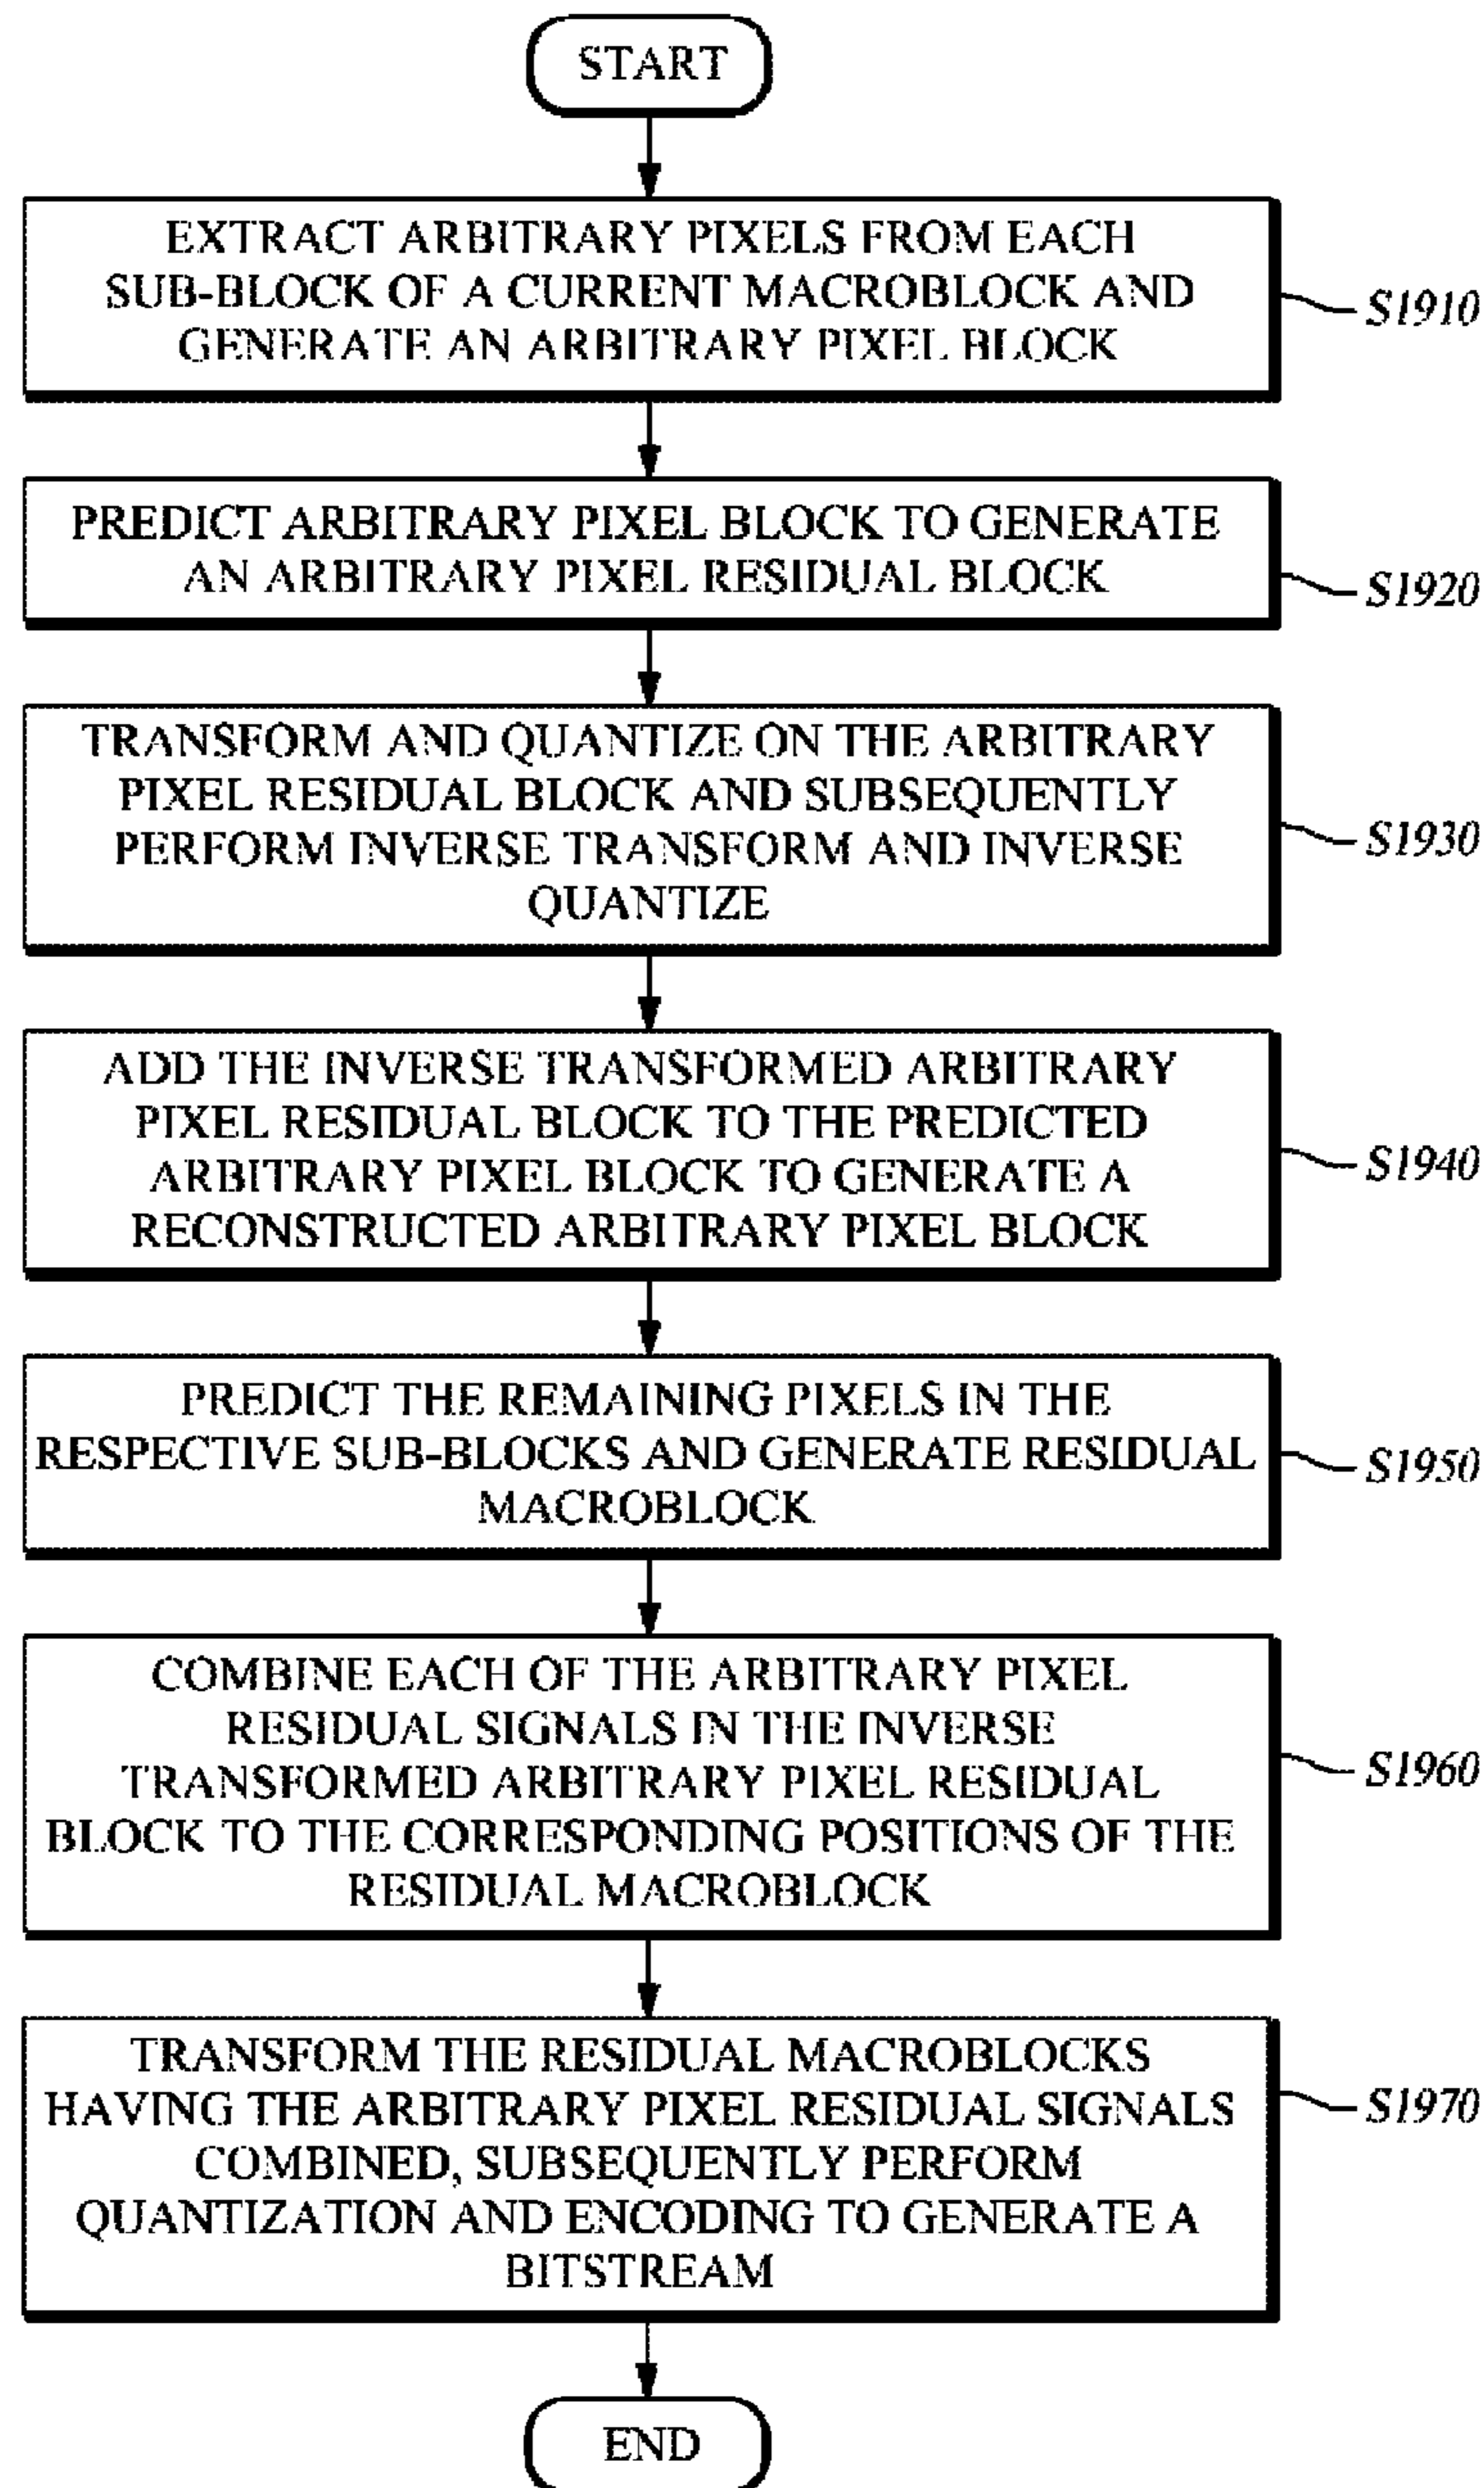 START
EXTRACT ARBITRARY PIXELS FROM EACH
SUB-BLOCK OF A CURRENT MACROBLOCK AND
GENERATE AN ARBITRARY PIXEL BLOCK
S1910
PREDICT ARBITRARY PIXEL BLOCK TO GENERATE
AN ARBITRARY PIXEL RESIDUAL BLOCK
S1920
TRANSFORM AND QUANTIZE ON THE ARBITRARY
PIXEL RESIDUAL BLOCK AND SUBSEQUENTLY
PERFORM INVERSE TRANSFORM AND INVERSE
QUANTIZE
S1930
ADD THE INVERSE TRANSFORMED ARBITRARY
PIXEL RESIDUAL BLOCK TO THE PREDICTED
ARBITRARY PIXEL BLOCK TO GENERATE A
RECONSTRUCTED ARBITRARY PIXEL BLOCK
S1940
PREDICT THE REMAINING PIXELS IN THE
RESPECTIVE SUB-BLOCKS AND GENERATE RESIDUAL
MACROBLOCK
S1950
COMBINE EACH OF THE ARBITRARY PIXEL
RESIDUAL SIGNALS IN THE INVERSE
TRANSFORMED ARBITRARY PIXEL RESIDUAL
BLOCK TO THE CORRESPONDING POSITIONS OF THE
RESIDUAL MACROBLOCK
S1960
TRANSFORM THE RESIDUAL MACROBLOCKS
HAVING THE ARBITRARY PIXEL RESIDUAL SIGNALS
COMBINED, SUBSEQUENTLY PERFORM
QUANTIZATION AND ENCODING TO GENERATE A
BITSTREAM
S1970
END